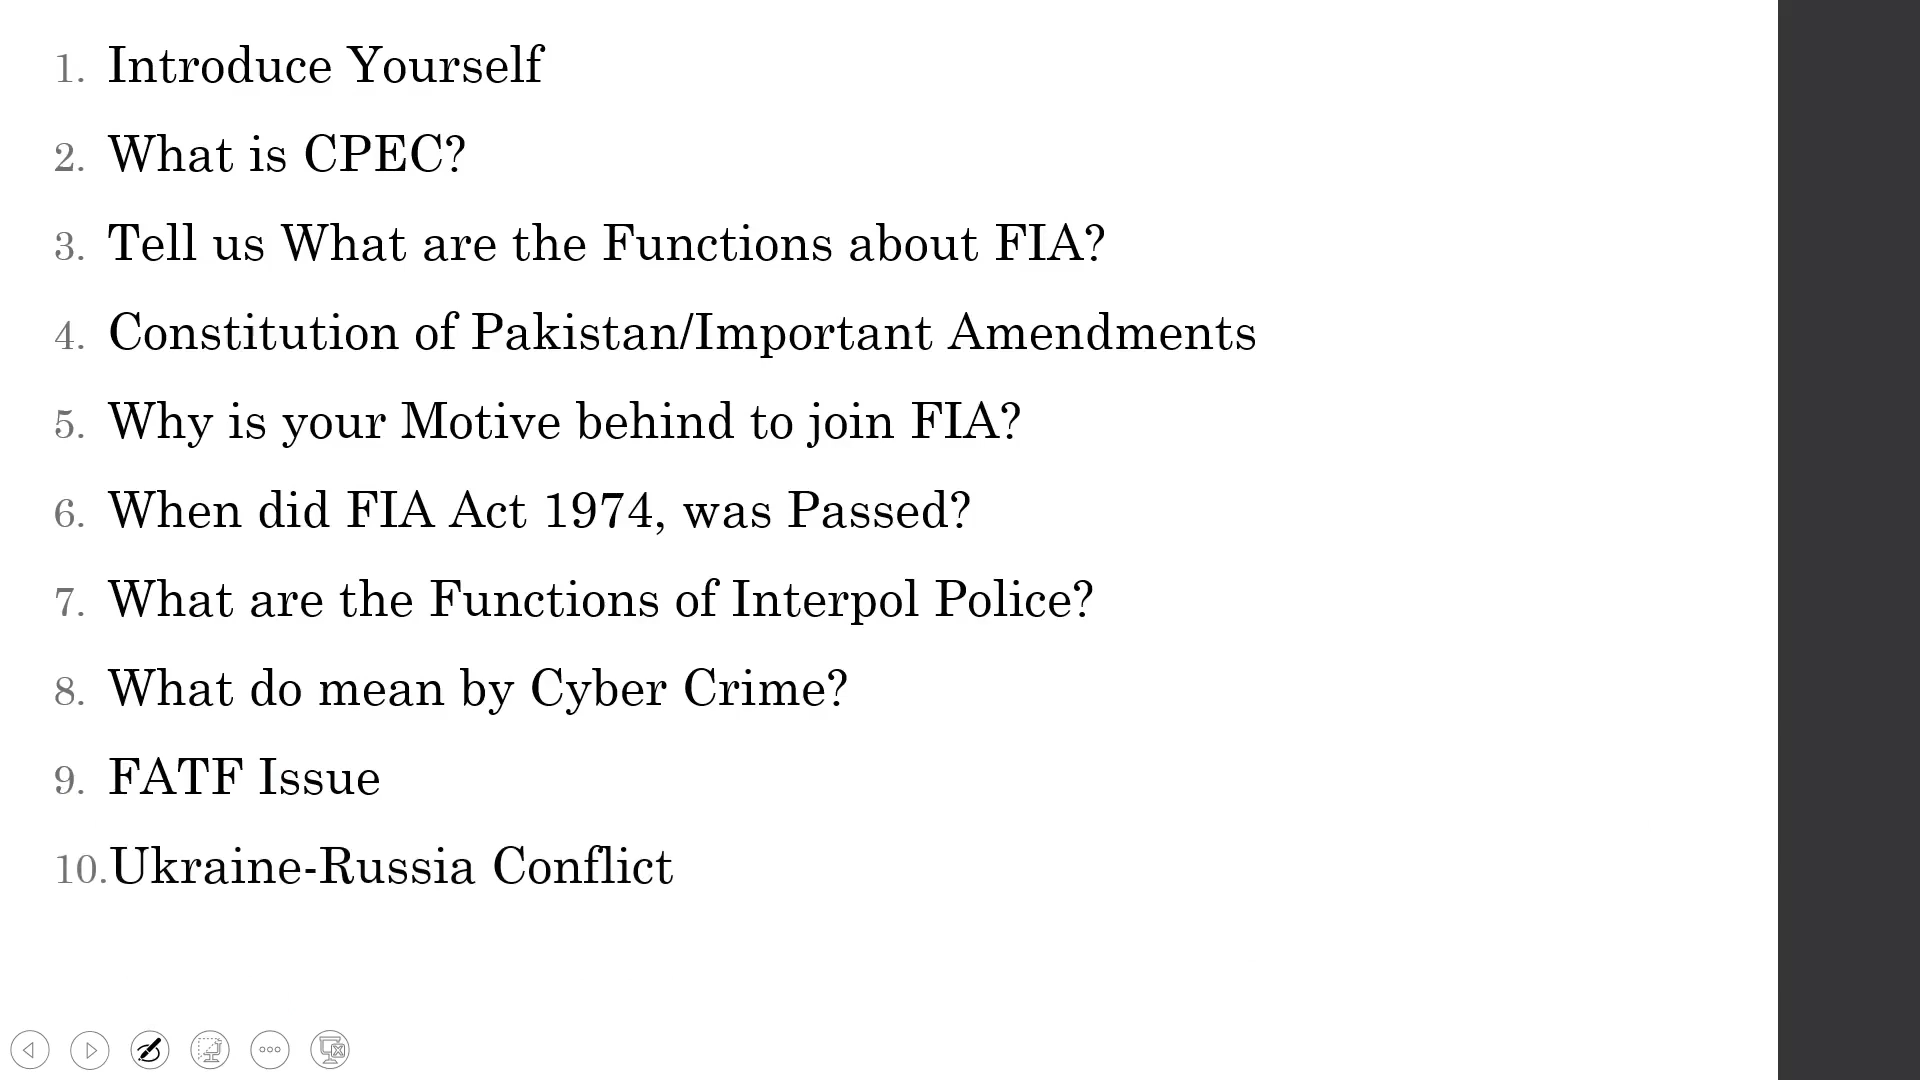 1. Introduce Yourself
2. What is CPEC?
3. Tell us What are the Functions about FIA?
4. Constitution of Pakistan/Important Amendments
5. Why is your Motive behind to join FIA?
6. When did FIA Act 1974, was Passed?
7. What are the Functions of Interpol Police?
8. What do mean by Cyber Crime?
9. FATF Issue
10. Ukraine-Russia Conflict